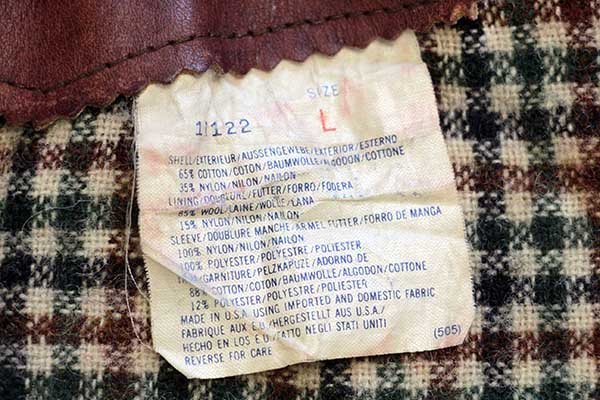 SIZE
11122 L
SHELL/EXTERIEUR/AUSSENGEWEBE/EXTERIOR/ESTERNO
65% COTTON/COTON/BAUMWOLLE/ALGODON/COTTONE
35% NYLON/NILON/NAILON
LINING/DOUBLURE/FUTTER/FORRO/FODERA
85% WOOL/LAINE/WOLLE/LANA
15% NYLON/NILON/NAILON
SLEEVE/DOUBLURE MANCHE/ARMEL FUTTER/FORRO DE MANGA
100% NYLON/NILON/NAILON
100% POLYESTER/POLYESTRE/POLIESTER
GARNITURE/PELZKAPUZE/ADORNO DE
88% COTTON/COTON/BAUMWOLLE/ALGODON/COTTONE
12% POLYESTER/POLYESTRE/POLIESTER
MADE IN U.S.A. USING IMPORTED AND DOMESTIC FABRIC
FABRIQUE AUX E.U./HERGESTELLT AUS U.S.A./
HECHO EN LOS E.U./FATTO NEGLI STATI UNITI
REVERSE FOR CARE (505)